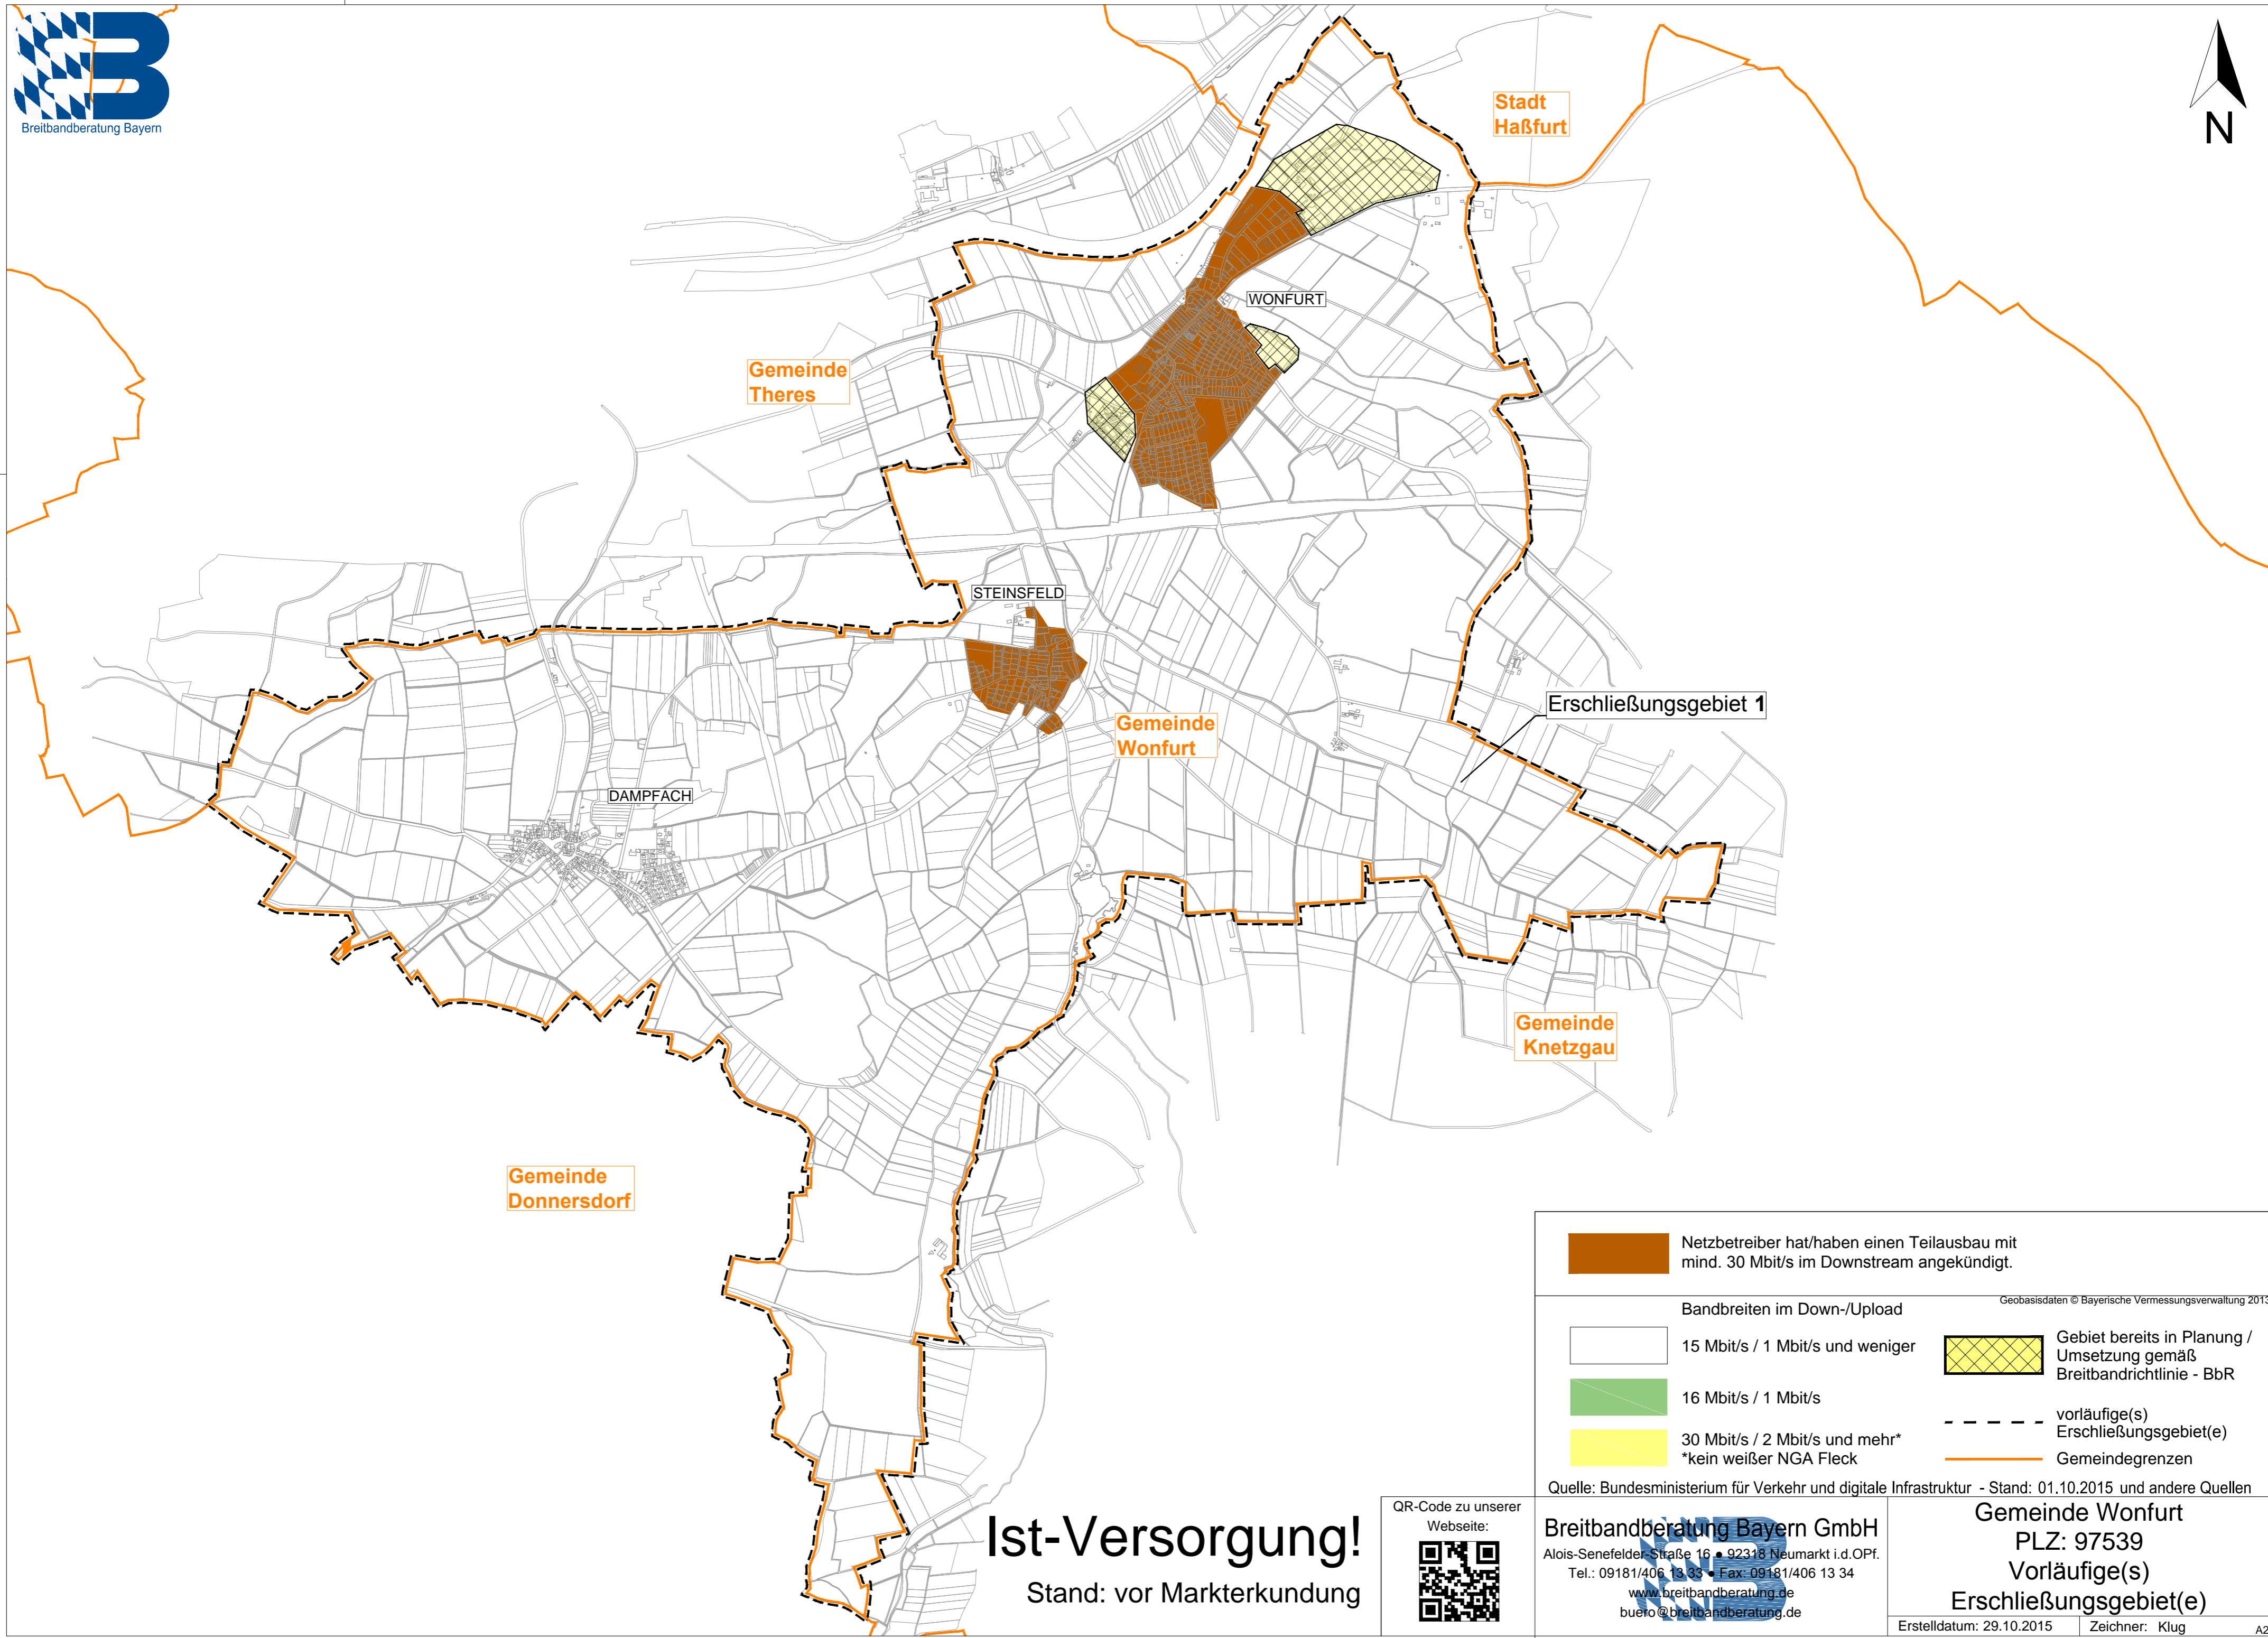 Breitbandberatung Bayern
Stadt
Haßfurt
N
WONFURT
Gemeinde
Theres
STEINSFELD
Erschließungsgebiet 1
Gemeinde
Wonfurt
DAMPFACH
Gemeinde
Knetzgau
Gemeinde
Donnersdorf
Netzbetreiber hat/haben einen Teilausbau mit
mind. 30 Mbit/s im Downstream angekündigt.
Geobasisdaten © Bayerische Vermessungsverwaltung 2013
Bandbreiten im Down-/Upload
15 Mbit/s / 1 Mbit/s und weniger
16 Mbit/s / 1 Mbit/s
30 Mbit/s / 2 Mbit/s und mehr*
*kein weißer NGA Fleck
Gebiet bereits in Planung /
Umsetzung gemäß
Breitbandrichtlinie - BbR
vorläufige(s)
Erschließungsgebiet(e)
Gemeindegrenzen
Quelle: Bundesministerium für Verkehr und digitale Infrastruktur - Stand: 01.10.2015 und andere Quellen
Ist-Versorgung!
Stand: vor Markterkundung
QR-Code zu unserer
Webseite:
Breitbandberatung Bayern GmbH
Alois-Senefelder-Straße 16 ● 92318 Neumarkt i.d.OPf.
Tel.: 09181/406 13 33 ● Fax: 09181/406 13 34
www.breitbandberatung.de
buero@breitbandberatung.de
Gemeinde Wonfurt
PLZ: 97539
Vorläufige(s)
Erschließungsgebiet(e)
Erstelldatum: 29.10.2015
Zeichner: Klug
A2